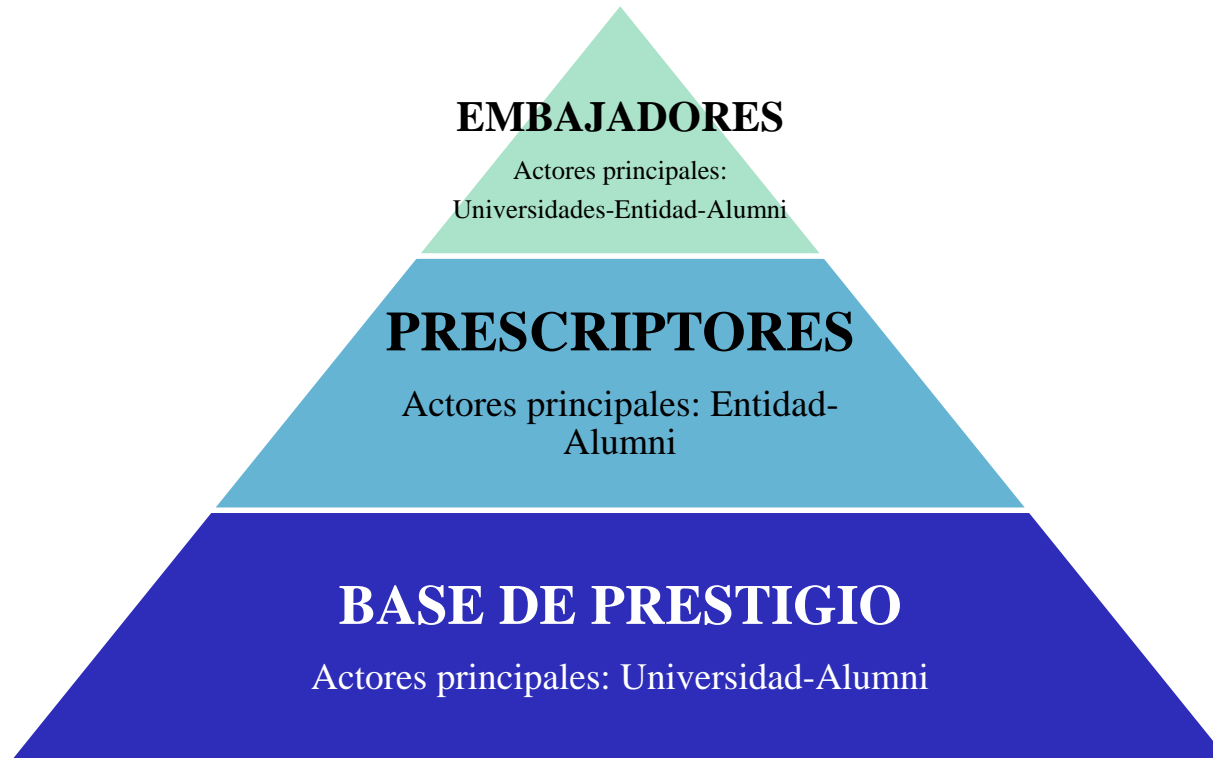 EMBAJADORES
Actores principales:
Universidades-Entidad-Alumni
PRESCRIPTORES
Actores principales: Entidad-
Alumni
BASE DE PRESTIGIO
Actores principales: Universidad-Alumni